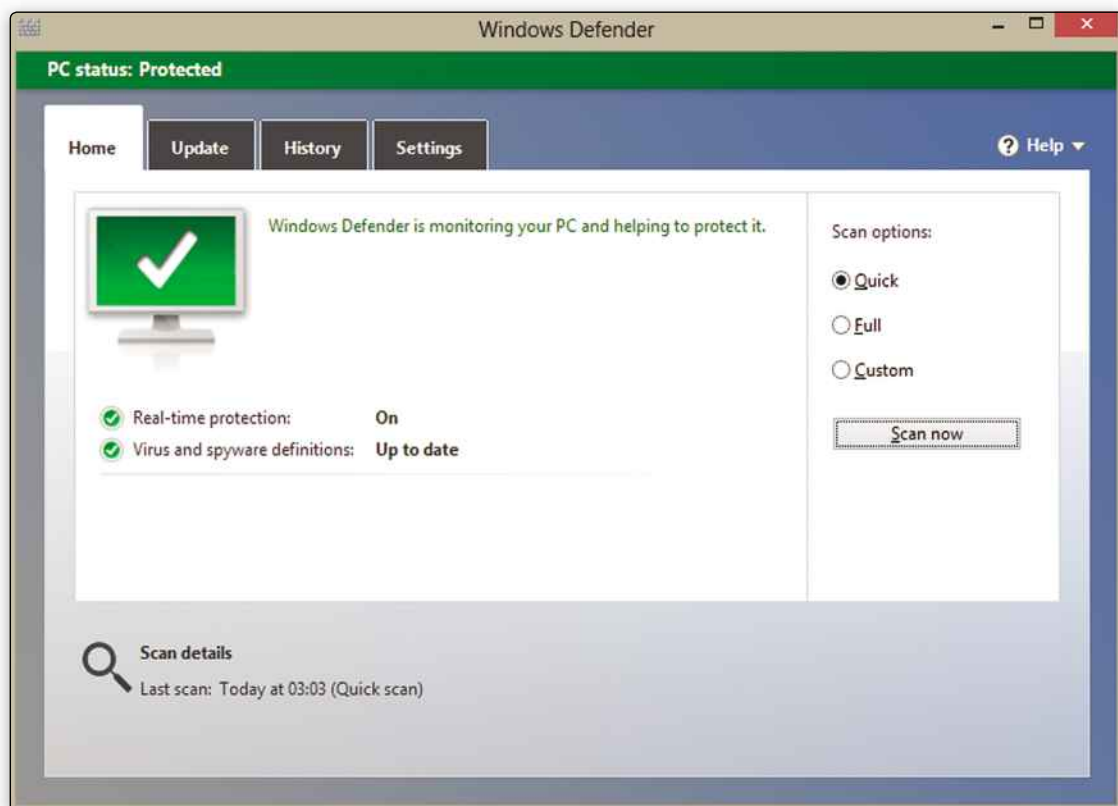 Windows Defender
PC status: Protected
Home
Update
History
Settings
Help
Windows Defender is monitoring your PC and helping to protect it.
Real-time protection: On
Virus and spyware definitions: Up to date
Scan options:
Quick
Full
Custom
Scan now
Scan details
Last scan: Today at 03:03 (Quick scan)